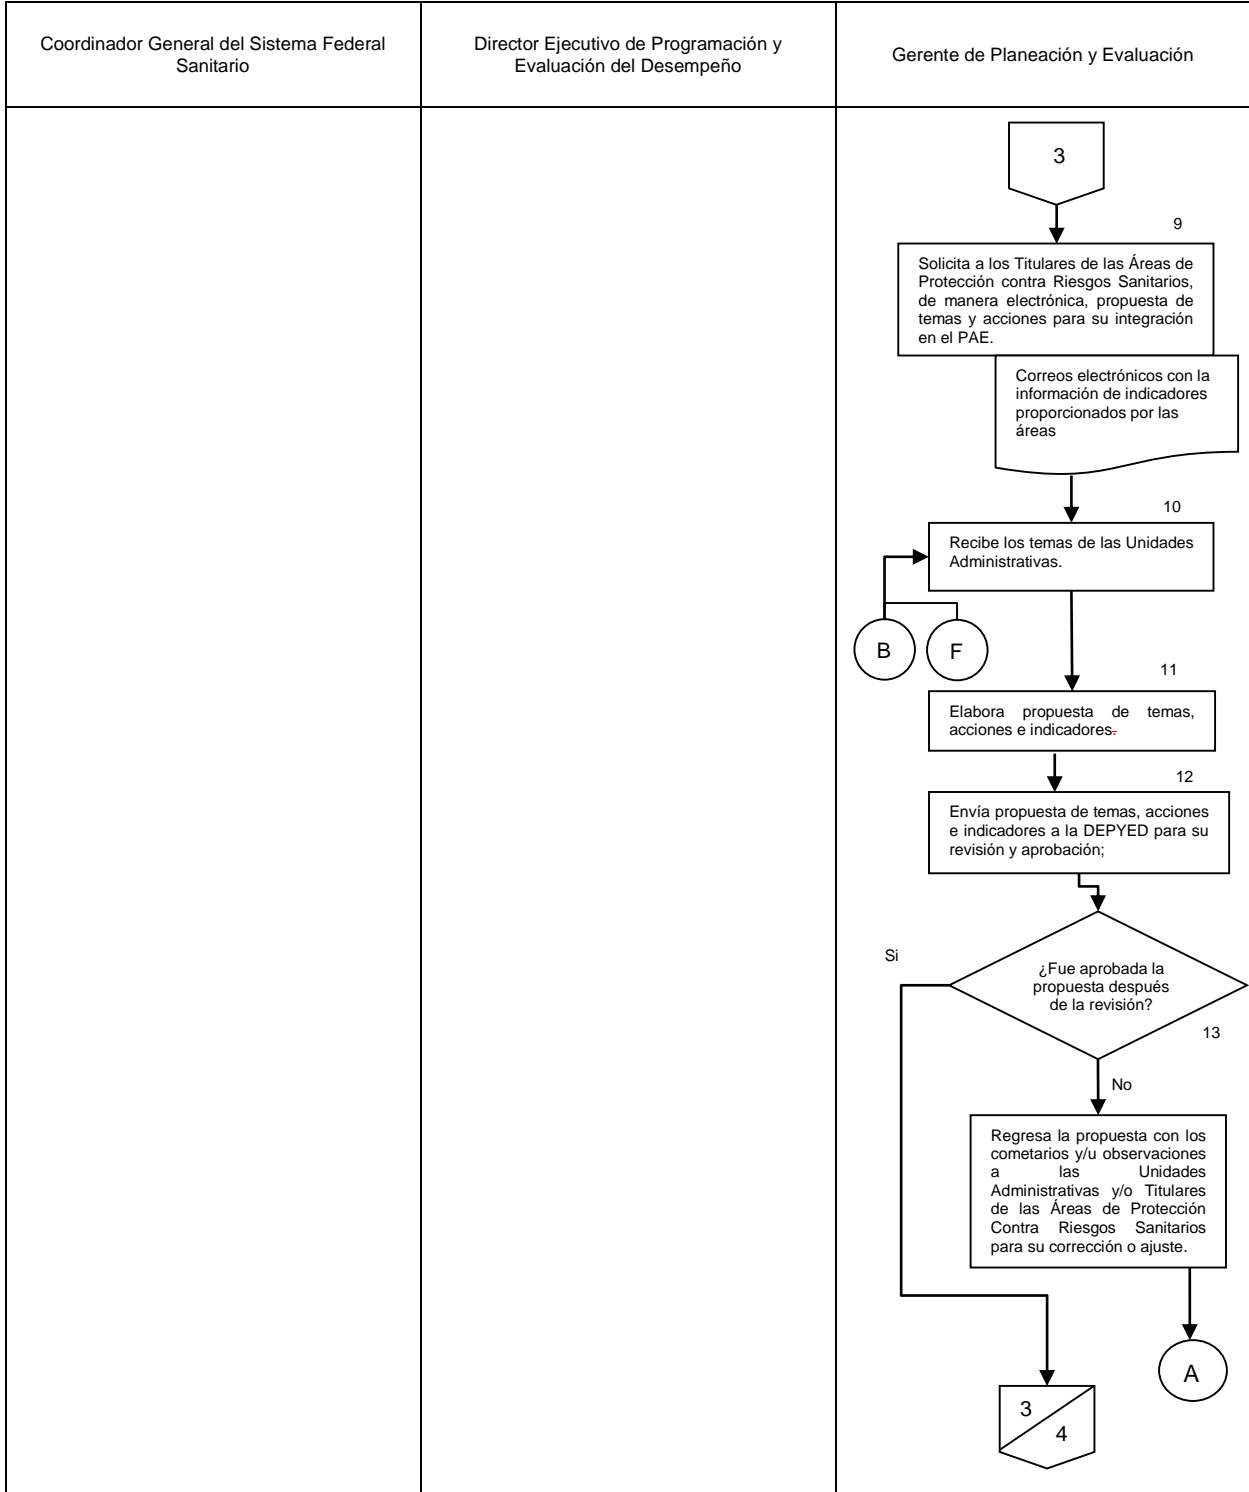 Coordinador General del Sistema Federal
Sanitario
Director Ejecutivo de Programación y
Evaluación del Desempeño
Gerente de Planeación y Evaluación
3
9
Solicita a los Titulares de las Áreas de
Protección contra Riesgos Sanitarios,
de manera electrónica, propuesta de
temas y acciones para su integración
en el PAE.
Correos electrónicos con la
información de indicadores
proporcionados por las
áreas
10
Recibe los temas de las Unidades
Administrativas.
B
F
11
Elabora propuesta de temas,
acciones e indicadores.
12
Envía propuesta de temas, acciones
e indicadores a la DEPYED para su
revisión y aprobación;
Si
¿Fue aprobada la
propuesta después
de la revisión?
13
No
Regresa la propuesta con los
cometarios y/u observaciones
a las Unidades
Administrativas y/o Titulares
de las Áreas de Protección
Contra Riesgos Sanitarios
para su corrección o ajuste.
A
3
4